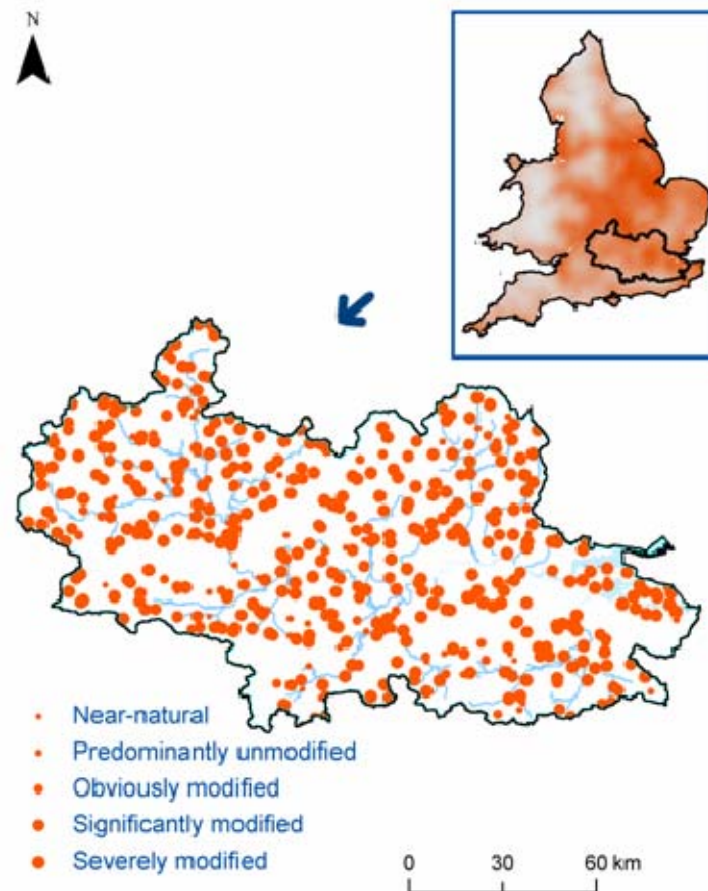 N
Near-natural
Predominantly unmodified
Obviously modified
Significantly modified
Severely modified
0 30 60 km